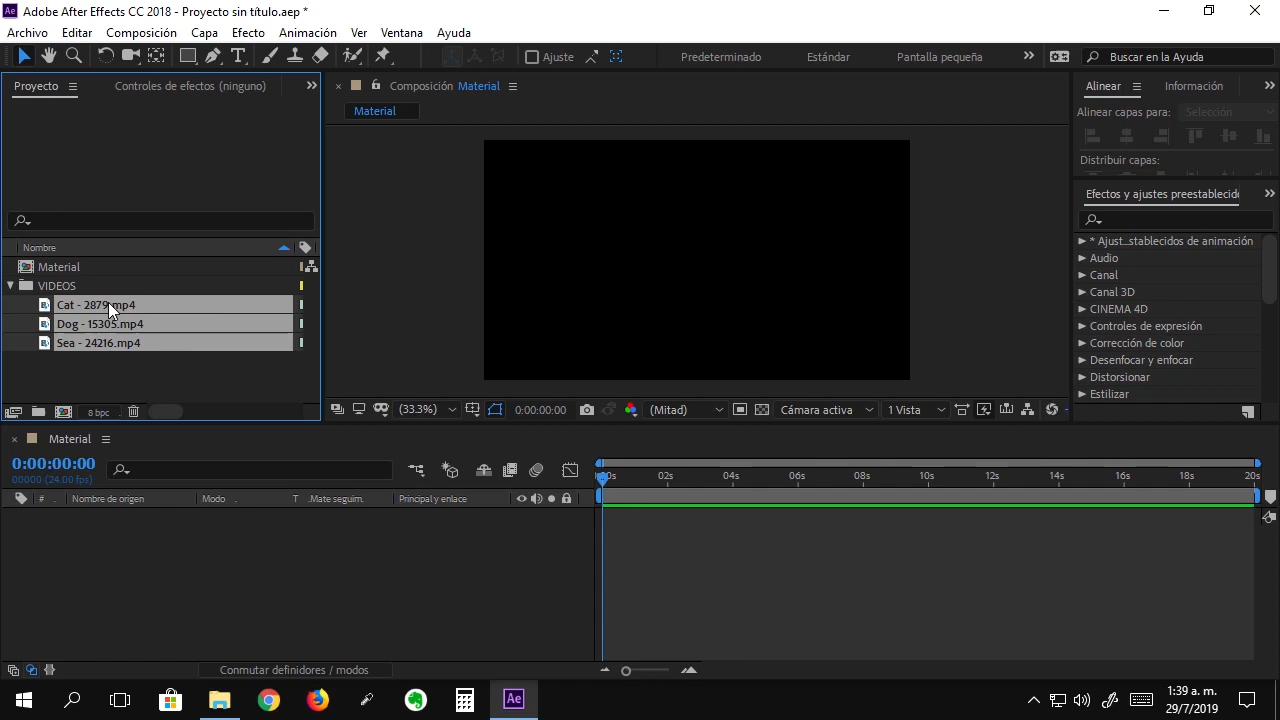 Ae Adobe After Effects CC 2018 - Proyecto sin título.aep *
Archivo Editar Composición Capa Efecto Animación Ver Ventana Ayuda
T Ajuste Predeterminado Estándar Pantalla pequeña » Buscar en la Ayuda
Proyecto Controles de efectos (ninguno) »
× Composición Material
Alinear Información »
Material
Alinear capas para: Selección
Distribuir capas:
Efectos y ajustes preestablecid »
Nombre
Material
VIDEOS
Cat - 2879.mp4
Dog - 15305.mp4
Sea - 24216.mp4
* Ajust_stablecidos de animación
Audio
Canal
Canal 3D
CINEMA 4D
Controles de expresión
Corrección de color
Desenfocar y enfocar
Distorsionar
Estilizar
8 bpc
(33.3%) 0:00:00:00 (Mitad) Cámara activa 1 Vista
× Material
0:00:00:00
00000 (24.00 fps)
00s 02s 04s 06s 08s 10s 12s 14s 16s 18s 20s
# Nombre de origen Modo T .Mate seguim. Principal y enlace
Conmutar definidores / modos
Ae
1:39 a. m.
29/7/2019